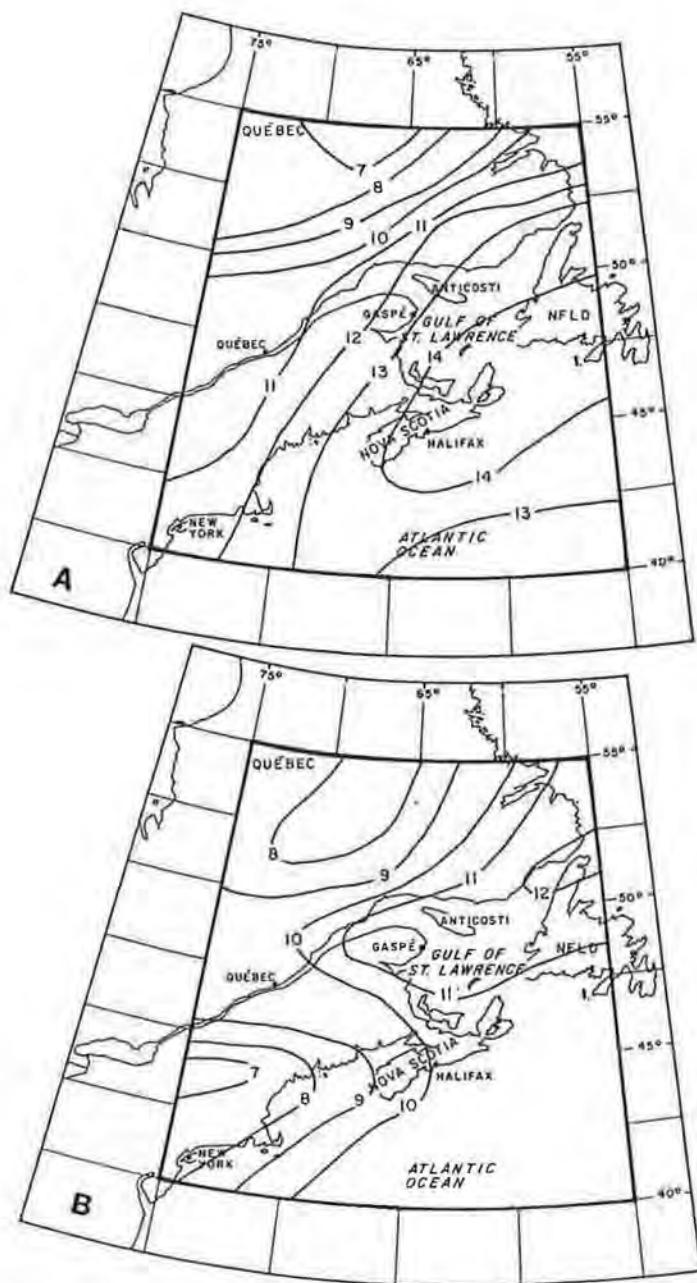 75°
65°
55°
55°
QUÉBEC
7
8
9
10
11
50°
ANTICOSTI
GASPÉ
GULF OF
ST. LAWRENCE
NFLD
12
QUÉBEC
14
13
11
45°
NOVA SCOTIA
HALIFAX
14
NEW
YORK
13
ATLANTIC
OCEAN
40°
A
75°
65°
55°
55°
QUÉBEC
8
9
11
12
50°
ANTICOSTI
10
GASPÉ
GULF OF
ST. LAWRENCE
NFLD
QUÉBEC
11
45°
NOVA SCOTIA
HALIFAX
7
8
9
10
NEW
YORK
ATLANTIC
OCEAN
40°
B